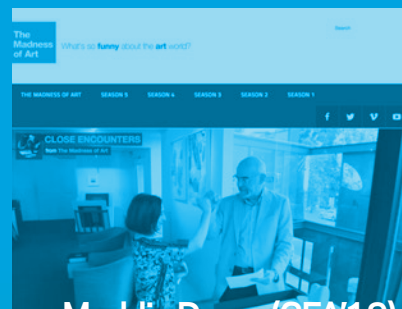 The
Madness
of Art
What's so funny about the art world?
Search
THE MADNESS OF ART SEASON 5 SEASON 4 SEASON 3 SEASON 2 SEASON 1
CLOSE ENCOUNTERS
from The Madness of Art